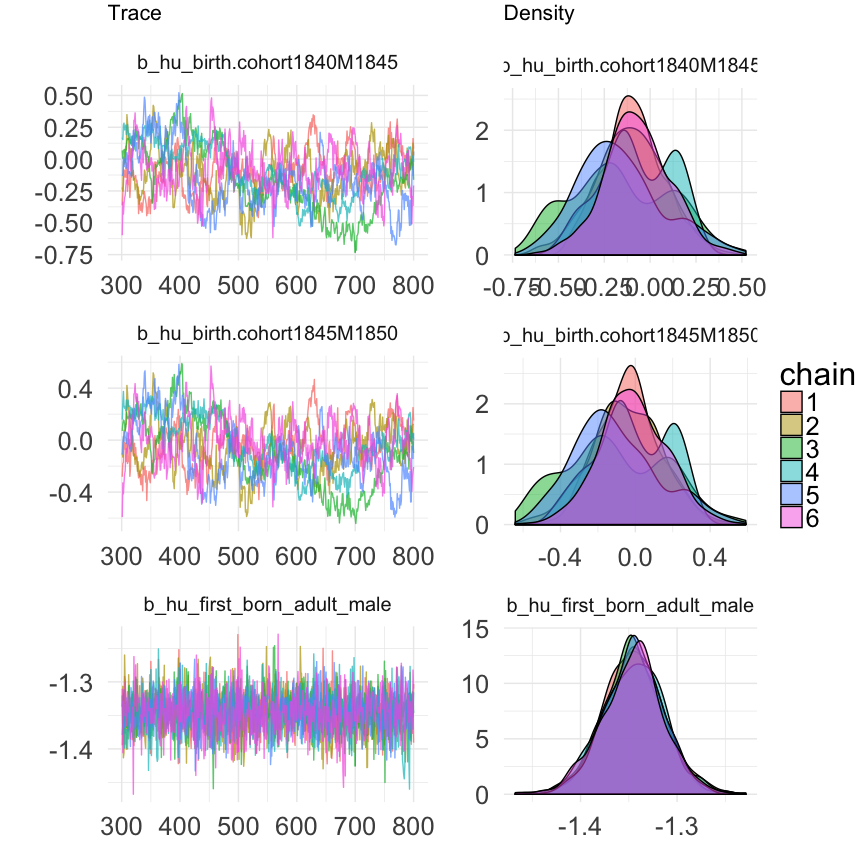 Trace
Density
b_hu_birth.cohort1840M1845
b_hu_birth.cohort1840M1845
0.50
0.25
0.00
-0.25
-0.50
-0.75
300 400 500 600 700 800
2
1
0
-0.75 -0.50 -0.25 0.00 0.25 0.50
b_hu_birth.cohort1845M1850
b_hu_birth.cohort1845M1850
0.4
0.0
-0.4
300 400 500 600 700 800
2
1
0
-0.4 0.0 0.4
chain
1
2
3
4
5
6
b_hu_first_born_adult_male
b_hu_first_born_adult_male
-1.3
-1.4
300 400 500 600 700 800
15
10
5
0
-1.4 -1.3